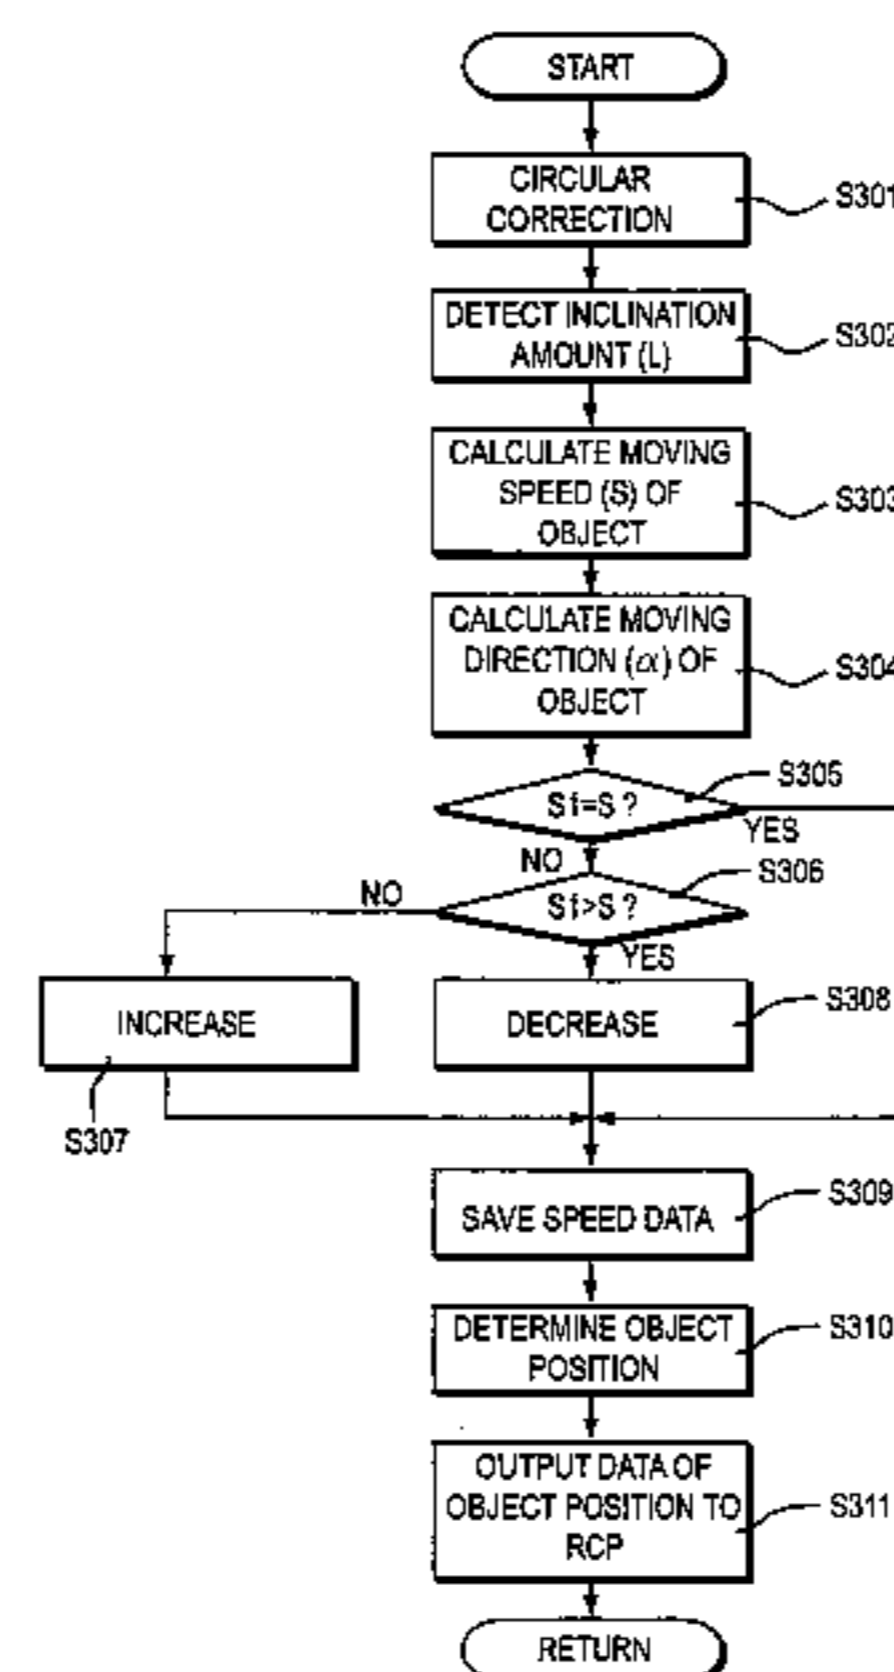 START
CIRCULAR
CORRECTION
S301
DETECT INCLINATION
AMOUNT (L)
S302
CALCULATE MOVING
SPEED (S) OF
OBJECT
S303
CALCULATE MOVING
DIRECTION (α) OF
OBJECT
S304
Sf=S ?
S305
YES
NO
Sf>S ?
S306
NO
YES
INCREASE
S307
DECREASE
S308
SAVE SPEED DATA
S309
DETERMINE OBJECT
POSITION
S310
OUTPUT DATA OF
OBJECT POSITION TO
RCP
S311
RETURN